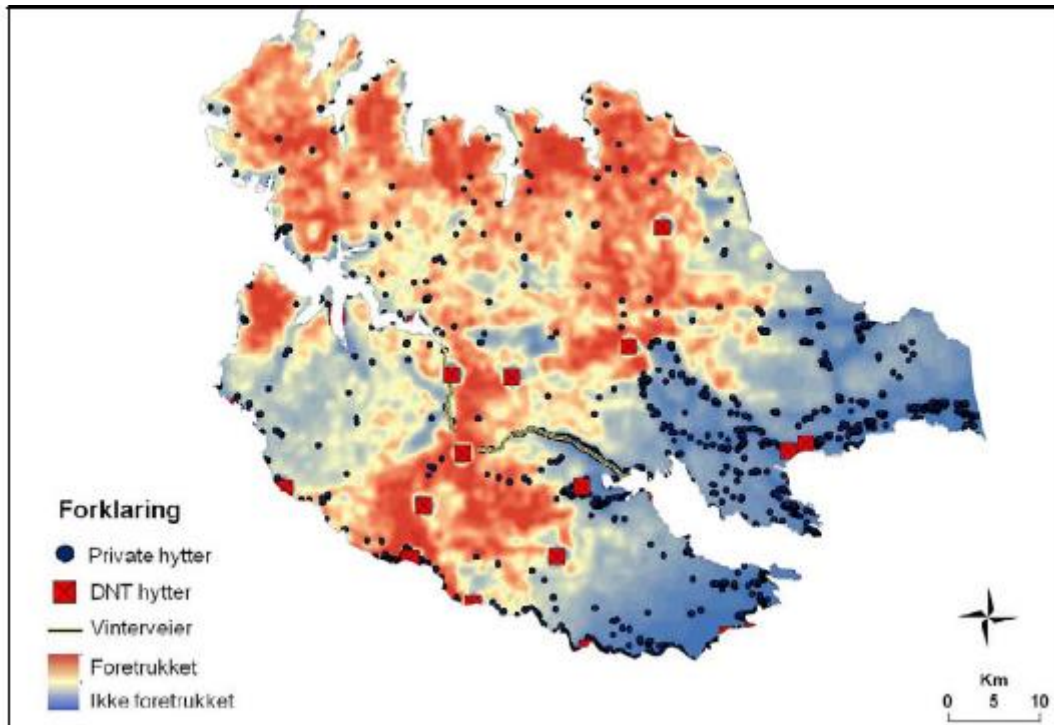 Forklaring
Private hytter
DNT hytter
Vinterveier
Foretrukket
Ikke foretrukket
Km
0 5 10